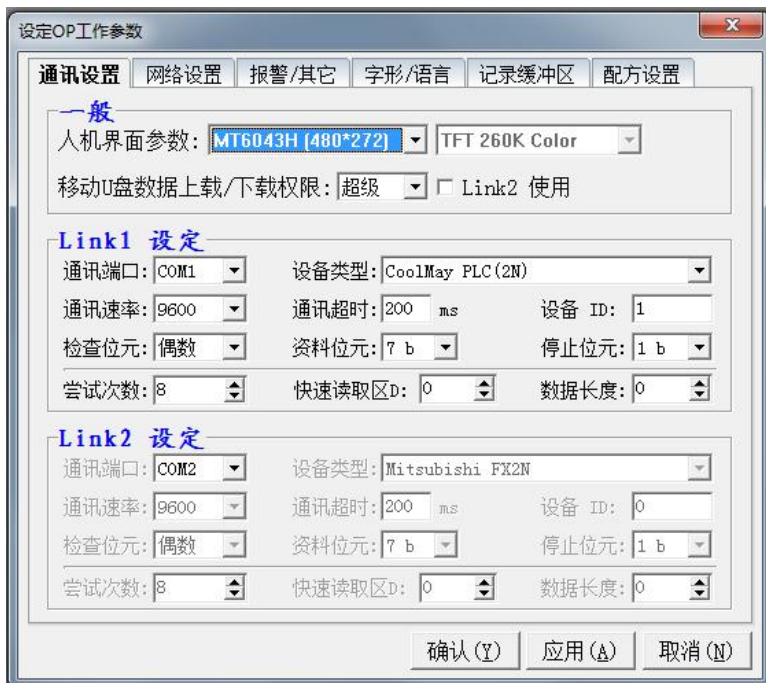 设定OP工作参数
通讯设置 网络设置 报警/其它 字形/语言 记录缓冲区 配方设置
一般
人机界面参数: MT6043H (480*272) TFT 260K Color
移动U盘数据上载/下载权限: 超级 Link2 使用
Link1 设定
通讯端口: COM1 设备类型: CoolMay PLC(2N)
通讯速率: 9600 通讯超时: 200 ms 设备 ID: 1
检查位元: 偶数 资料位元: 7 b 停止位元: 1 b
尝试次数: 8 快速读取区D: 0 数据长度: 0
Link2 设定
通讯端口: COM2 设备类型: Mitsubishi FX2N
通讯速率: 9600 通讯超时: 200 ms 设备 ID: 0
检查位元: 偶数 资料位元: 7 b 停止位元: 1 b
尝试次数: 8 快速读取区D: 0 数据长度: 0
确认(Y) 应用(A) 取消(N)